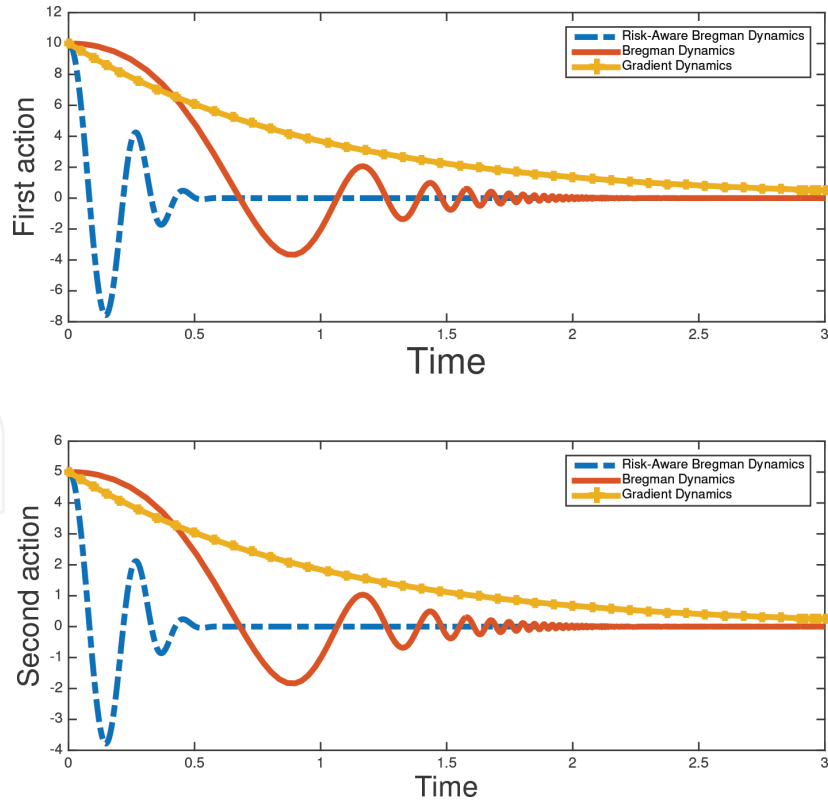 12
10
8
6
4
2
0
-2
-4
-6
-8
First action
Risk-Aware Bregman Dynamics
Bregman Dynamics
Gradient Dynamics
0 0.5 1 1.5 2 2.5 3
Time
6
5
4
3
2
1
0
-1
-2
-3
-4
Second action
Risk-Aware Bregman Dynamics
Bregman Dynamics
Gradient Dynamics
0 0.5 1 1.5 2 2.5 3
Time